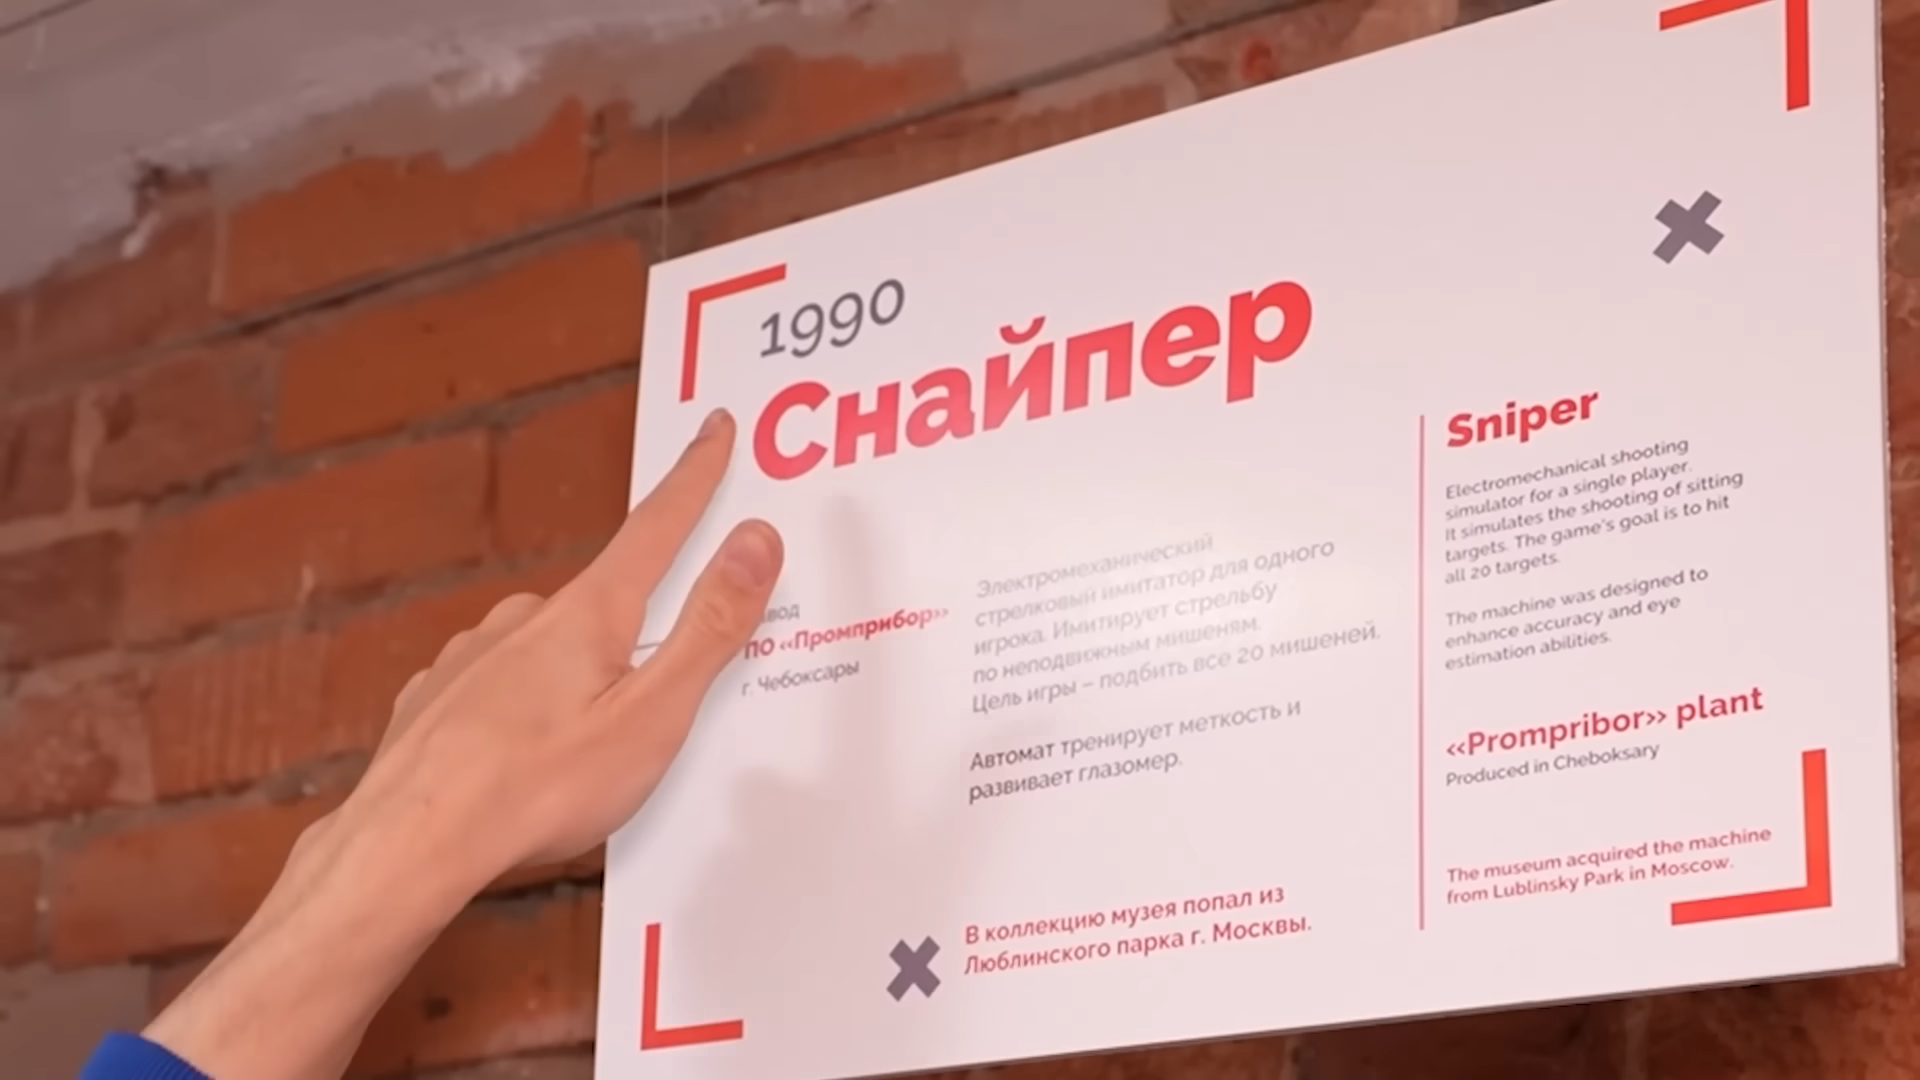 1990
Снайпер
ПО «Промприбор»
г. Чебоксары
Электромеханический
стрелковый имитатор для одного
игрока. Имитирует стрельбу
по неподвижным мишеням.
Цель игры – подбить все 20 мишеней.
Автомат тренирует меткость и
развивает глазомер.
В коллекцию музея попал из
Люблинского парка г. Москвы.
Sniper
Electromechanical shooting
simulator for a single player.
It simulates the shooting of sitting
targets. The game's goal is to hit
all 20 targets.
The machine was designed to
enhance accuracy and eye
estimation abilities.
«Prompribor» plant
Produced in Cheboksary
The museum acquired the machine
from Lublinsky Park in Moscow.